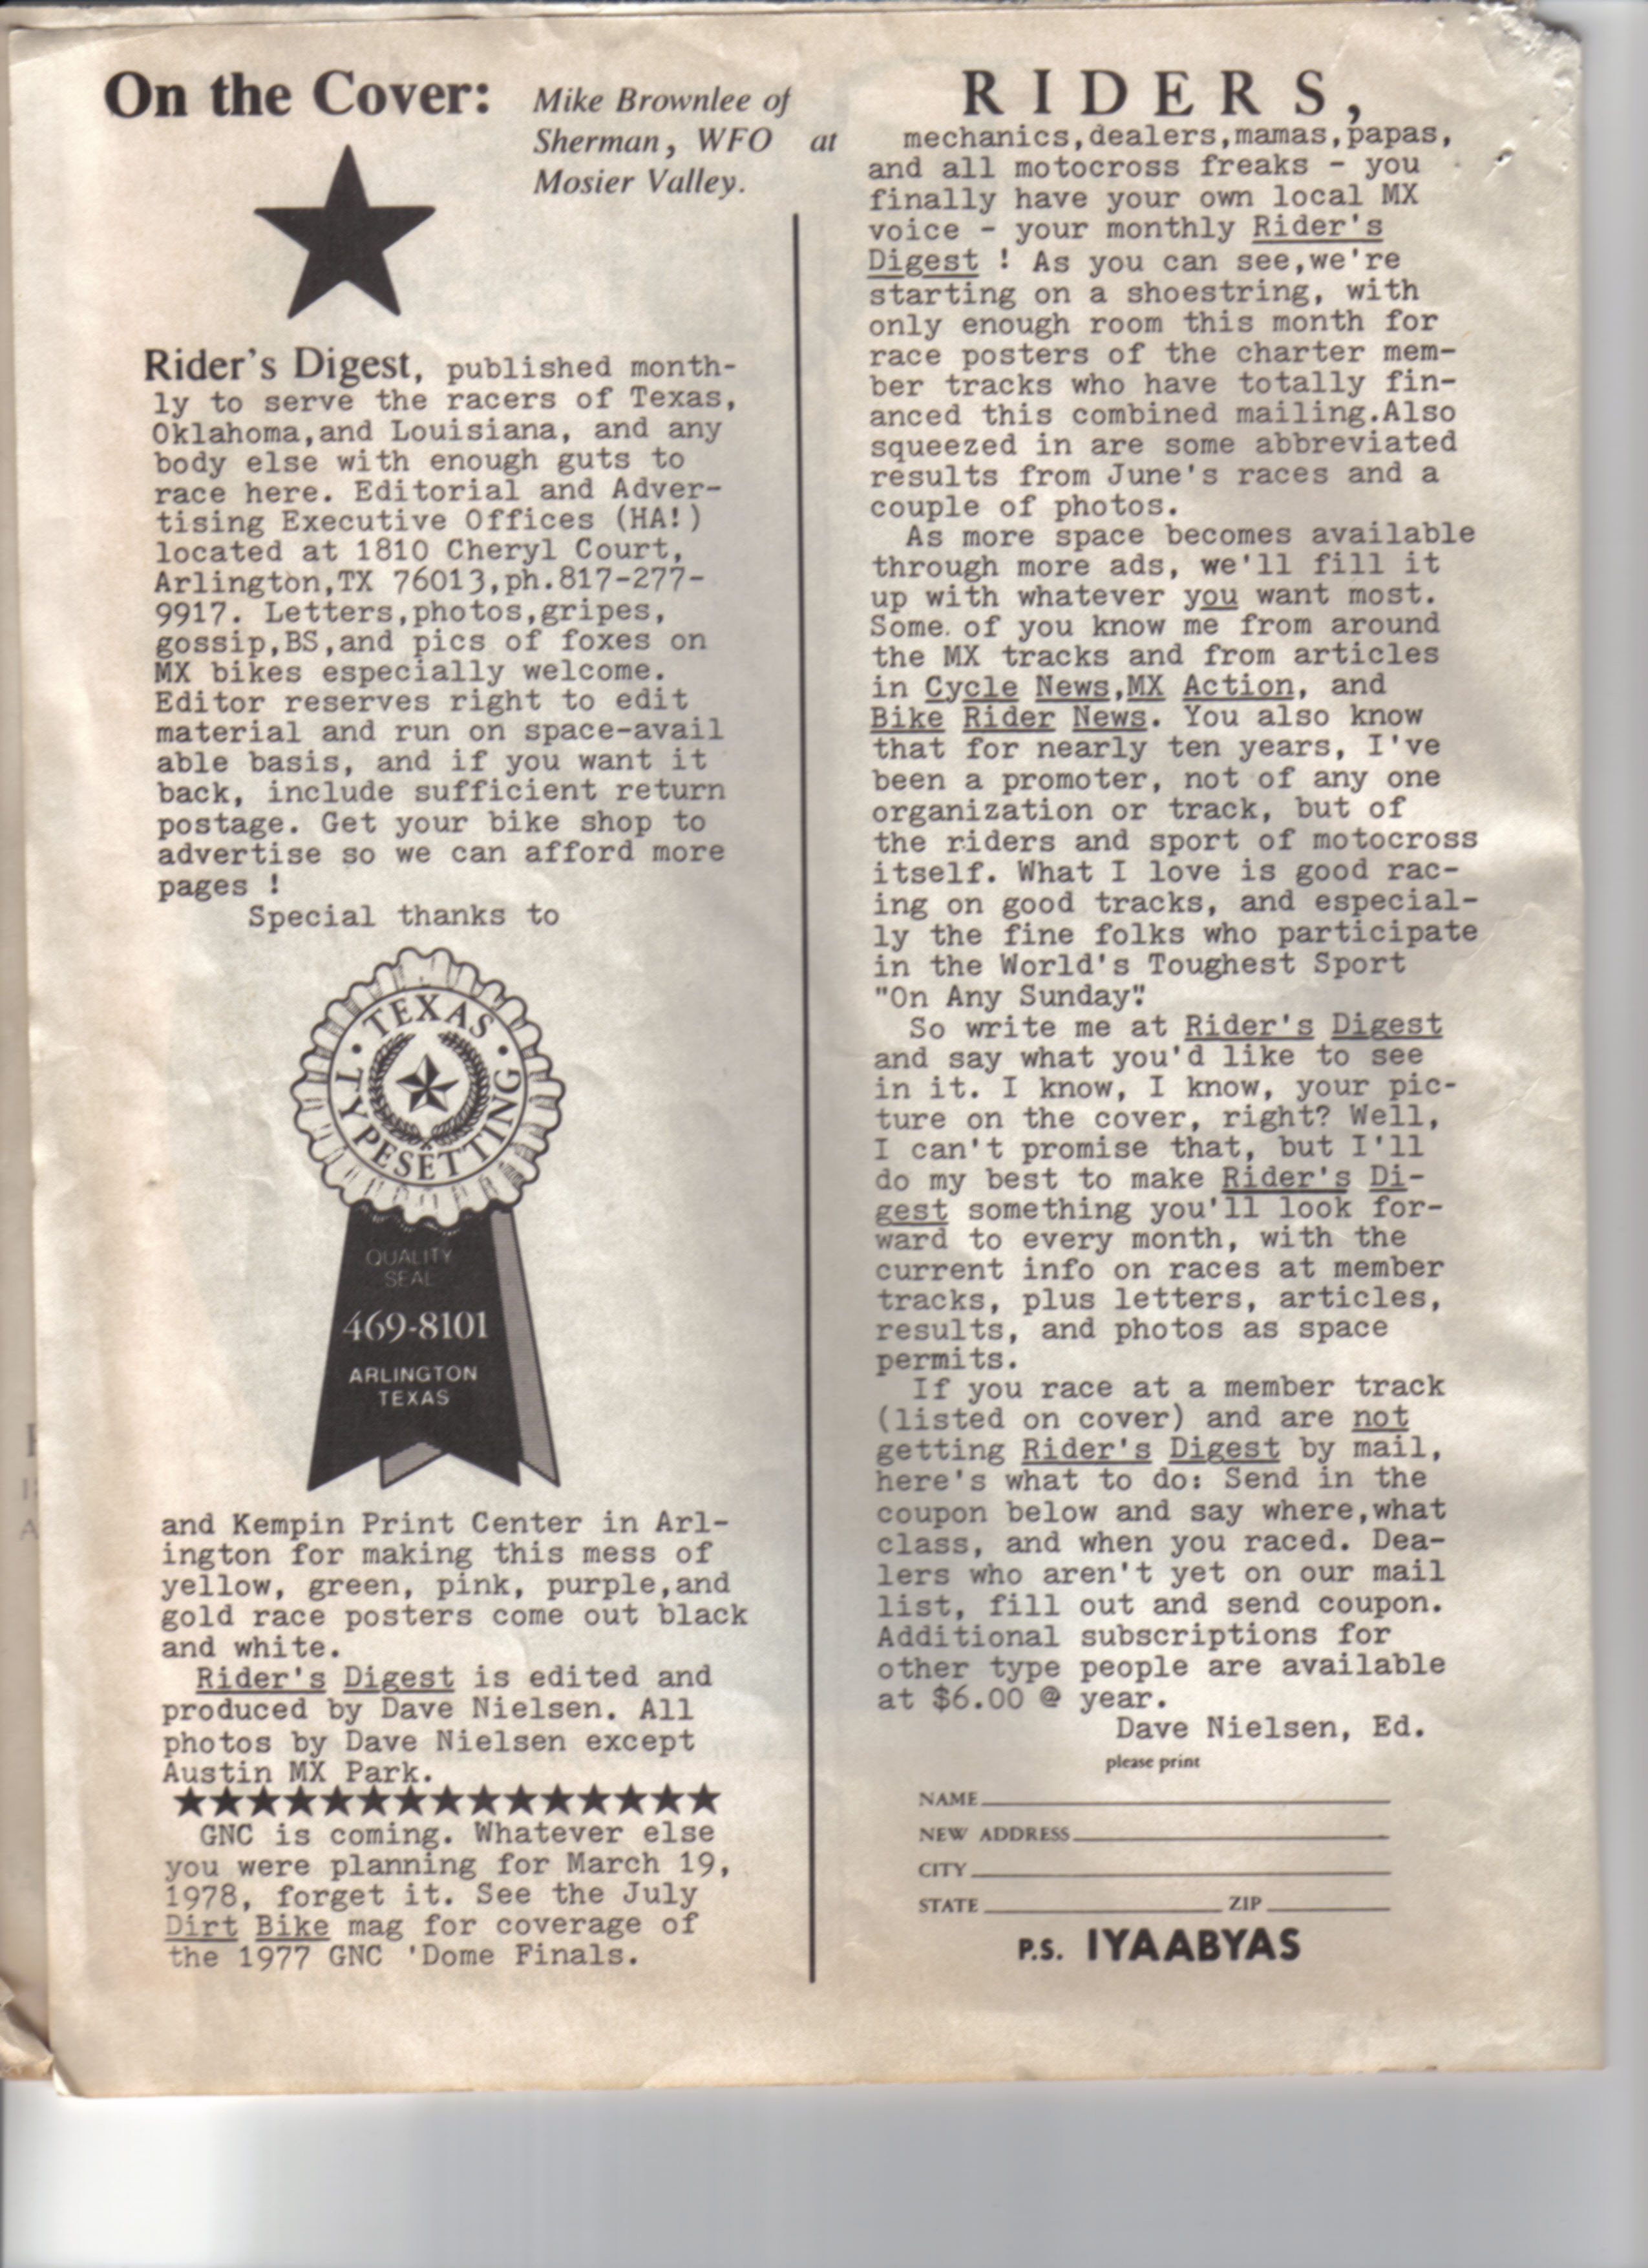 On the Cover:
Mike Brownlee of
Sherman, WFO at
Mosier Valley.
Rider's Digest, published month-
ly to serve the racers of Texas,
Oklahoma,and Louisiana, and any
body else with enough guts to
race here. Editorial and Adver-
tising Executive Offices (HA!)
located at 1810 Cheryl Court,
Arlington,TX 76013,ph.817-277-
9917. Letters,photos,gripes,
gossip,BS,and pics of foxes on
MX bikes especially welcome.
Editor reserves right to edit
material and run on space-avail
able basis, and if you want it
back, include sufficient return
postage. Get your bike shop to
advertise so we can afford more
pages !
Special thanks to
TEXAS
TYPESETTING
QUALITY
SEAL
469-8101
ARLINGTON
TEXAS
and Kempin Print Center in Arl-
ington for making this mess of
yellow, green, pink, purple,and
gold race posters come out black
and white.
Rider's Digest is edited and
produced by Dave Nielsen. All
photos by Dave Nielsen except
Austin MX Park.
★★★★★★★★★★★★★★★
GNC is coming. Whatever else
you were planning for March 19,
1978, forget it. See the July
Dirt Bike mag for coverage of
the 1977 GNC 'Dome Finals.
RIDERS,
mechanics,dealers,mamas,papas,
and all motocross freaks - you
finally have your own local MX
voice - your monthly Rider's
Digest ! As you can see,we're
starting on a shoestring, with
only enough room this month for
race posters of the charter mem-
ber tracks who have totally fin-
anced this combined mailing.Also
squeezed in are some abbreviated
results from June's races and a
couple of photos.
As more space becomes available
through more ads, we'll fill it
up with whatever you want most.
Some of you know me from around
the MX tracks and from articles
in Cycle News,MX Action, and
Bike Rider News. You also know
that for nearly ten years, I've
been a promoter, not of any one
organization or track, but of
the riders and sport of motocross
itself. What I love is good rac-
ing on good tracks, and especial-
ly the fine folks who participate
in the World's Toughest Sport
"On Any Sunday".
So write me at Rider's Digest
and say what you'd like to see
in it. I know, I know, your pic-
ture on the cover, right? Well,
I can't promise that, but I'll
do my best to make Rider's Di-
gest something you'll look for-
ward to every month, with the
current info on races at member
tracks, plus letters, articles,
results, and photos as space
permits.
If you race at a member track
(listed on cover) and are not
getting Rider's Digest by mail,
here's what to do: Send in the
coupon below and say where,what
class, and when you raced. Dea-
lers who aren't yet on our mail
list, fill out and send coupon.
Additional subscriptions for
other type people are available
at $6.00 @ year.
Dave Nielsen, Ed.
please print
NAME
NEW ADDRESS
CITY
STATE ZIP
P.S. IYAABYAS